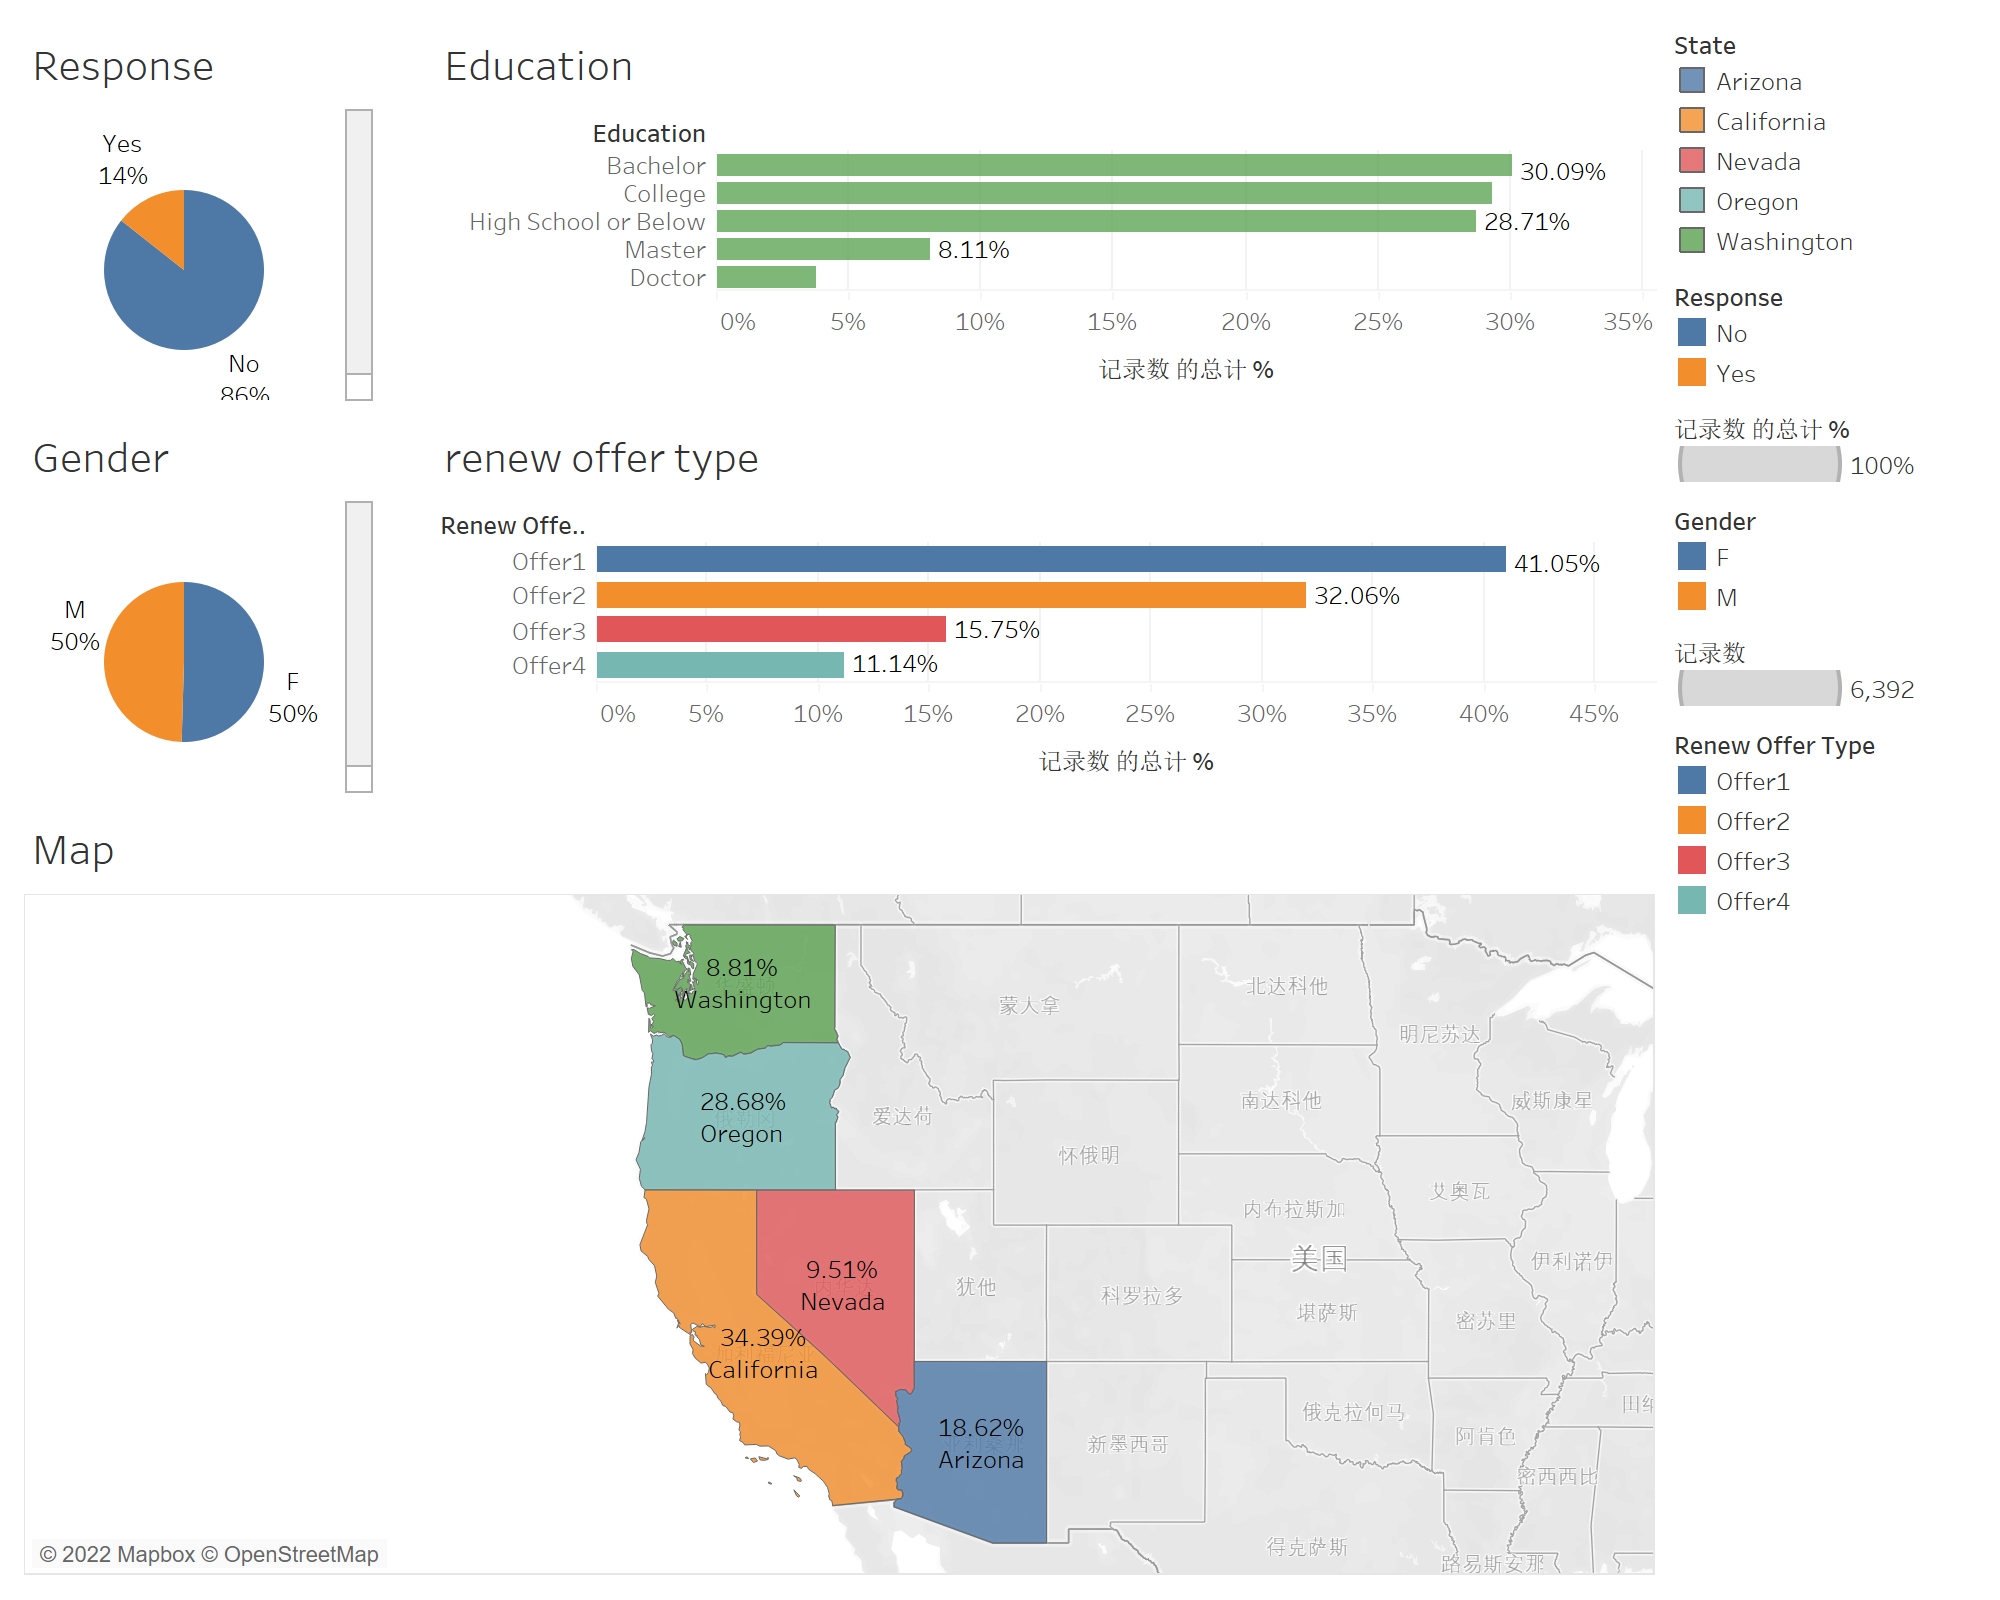 Response
Yes
14%
No
86%
Education
Education
Bachelor
30.09%
College
High School or Below
28.71%
Master
8.11%
Doctor
0%
5%
10%
15%
20%
25%
30%
35%
记录数 的总计 %
Gender
M
50%
F
50%
renew offer type
Renew Offe..
Offer1
41.05%
Offer2
32.06%
Offer3
15.75%
Offer4
11.14%
0%
5%
10%
15%
20%
25%
30%
35%
40%
45%
记录数 的总计 %
State
Arizona
California
Nevada
Oregon
Washington
Response
No
Yes
记录数 的总计 %
100%
Gender
F
M
记录数
6,392
Renew Offer Type
Offer1
Offer2
Offer3
Offer4
Map
8.81%
Washington
28.68%
Oregon
9.51%
Nevada
34.39%
California
18.62%
Arizona
蒙大拿
北达科他
明尼苏达
爱达荷
南达科他
威斯康星
怀俄明
艾奥瓦
内布拉斯加
美国
伊利诺伊
犹他
科罗拉多
堪萨斯
密苏里
俄克拉何马
新墨西哥
阿肯色
密西西比
得克萨斯
路易斯安那
© 2022 Mapbox © OpenStreetMap